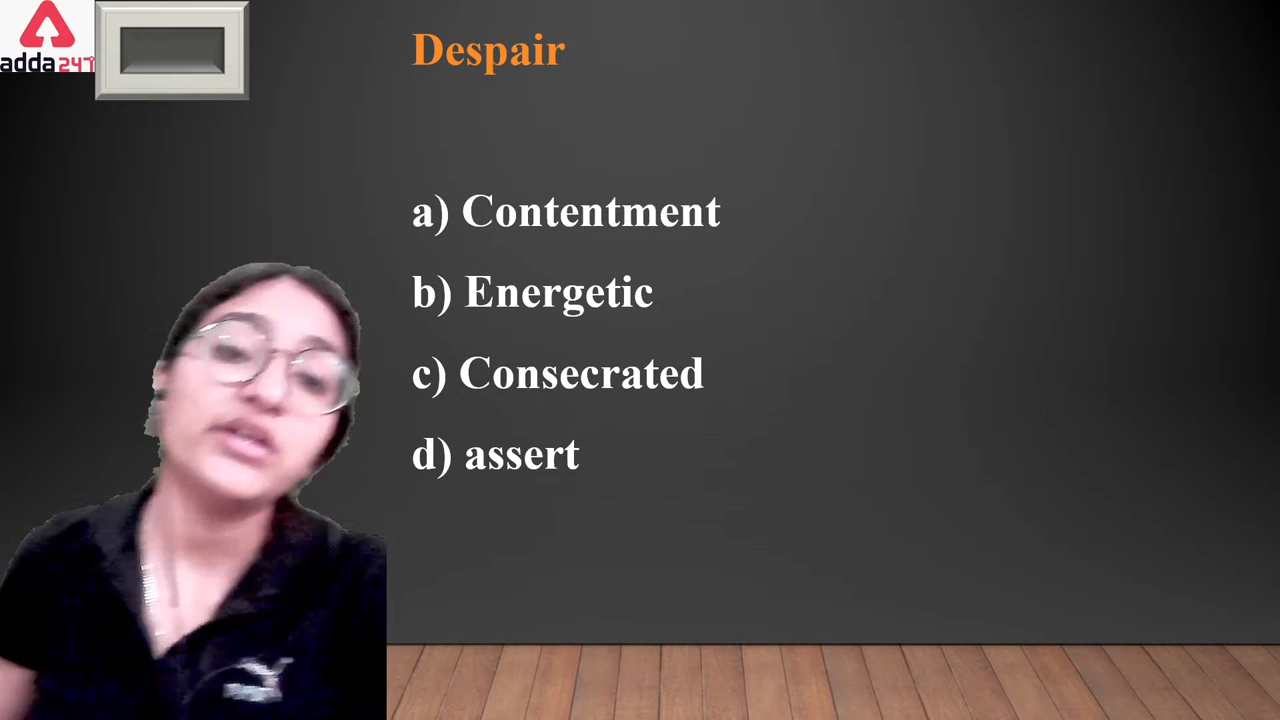 adda247
Despair
a) Contentment
b) Energetic
c) Consecrated
d) assert